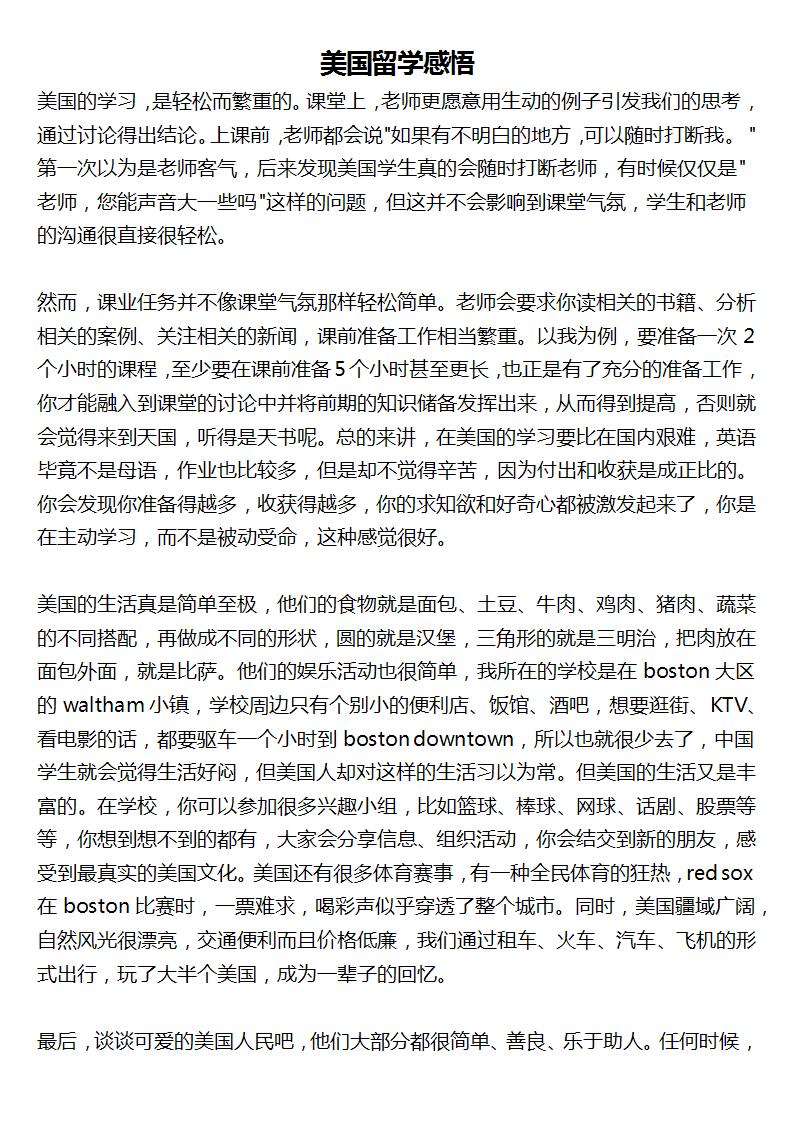 美国留学感悟
美国的学习，是轻松而繁重的。课堂上，老师更愿意用生动的例子引发我们的思考，
通过讨论得出结论。上课前，老师都会说"如果有不明白的地方，可以随时打断我。"
第一次以为是老师客气，后来发现美国学生真的会随时打断老师，有时候仅仅是"
老师，您能声音大一些吗"这样的问题，但这并不会影响到课堂气氛，学生和老师
的沟通很直接很轻松。
然而，课业任务并不像课堂气氛那样轻松简单。老师会要求你读相关的书籍、分析
相关的案例、关注相关的新闻，课前准备工作相当繁重。以我为例，要准备一次 2
个小时的课程，至少要在课前准备 5 个小时甚至更长，也正是有了充分的准备工作，
你才能融入到课堂的讨论中并将前期的知识储备发挥出来，从而得到提高，否则就
会觉得来到天国，听得是天书呢。总的来讲，在美国的学习要比在国内艰难，英语
毕竟不是母语，作业也比较多，但是却不觉得辛苦，因为付出和收获是成正比的。
你会发现你准备得越多，收获得越多，你的求知欲和好奇心都被激发起来了，你是
在主动学习，而不是被动受命，这种感觉很好。
美国的生活真是简单至极，他们的食物就是面包、土豆、牛肉、鸡肉、猪肉、蔬菜
的不同搭配，再做成不同的形状，圆的就是汉堡，三角形的就是三明治，把肉放在
面包外面，就是比萨。他们的娱乐活动也很简单，我所在的学校是在 boston 大区
的 waltham 小镇，学校周边只有个别小的便利店、饭馆、酒吧，想要逛街、KTV、
看电影的话，都要驱车一个小时到 boston downtown，所以也就很少去了，中国
学生就会觉得生活好闷，但美国人却对这样的生活习以为常。但美国的生活又是丰
富的。在学校，你可以参加很多兴趣小组，比如篮球、棒球、网球、话剧、股票等
等，你想到想不到的都有，大家会分享信息、组织活动，你会结交到新的朋友，感
受到最真实的美国文化。美国还有很多体育赛事，有一种全民体育的狂热，red sox
在 boston 比赛时，一票难求，喝彩声似乎穿透了整个城市。同时，美国疆域广阔，
自然风光很漂亮，交通便利而且价格低廉，我们通过租车、火车、汽车、飞机的形
式出行，玩了大半个美国，成为一辈子的回忆。
最后，谈谈可爱的美国人民吧，他们大部分都很简单、善良、乐于助人。任何时候，